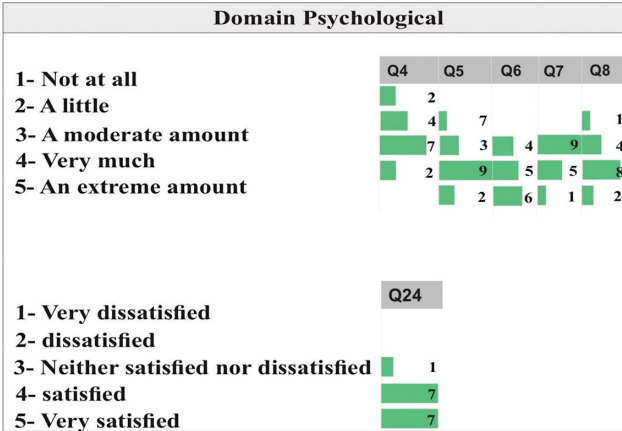 Domain Psychological
Q4 Q5 Q6 Q7 Q8
1- Not at all 2
2- A little 4 7 1
3- A moderate amount 7 3 4 9 4
4- Very much 2 9 5 5 8
5- An extreme amount 2 6 1 2
Q24
1- Very dissatisfied
2- dissatisfied
3- Neither satisfied nor dissatisfied 1
4- satisfied 7
5- Very satisfied 7